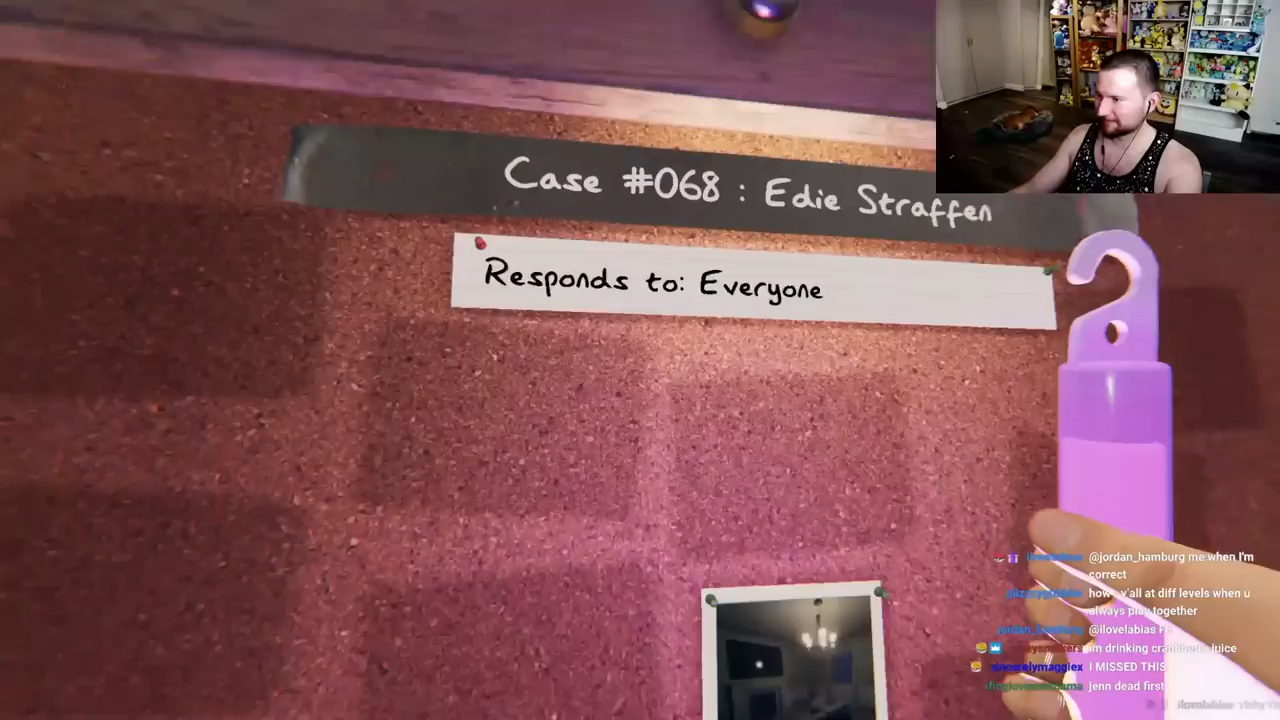 Case #068 : Edie Straffen
Responds to: Everyone
@jordan_hamburg me when I'm
correct
how y'all at diff levels when u
always play together
@ilovelabias
im drinking cranberry juice
I MISSED THIS
jenn dead first